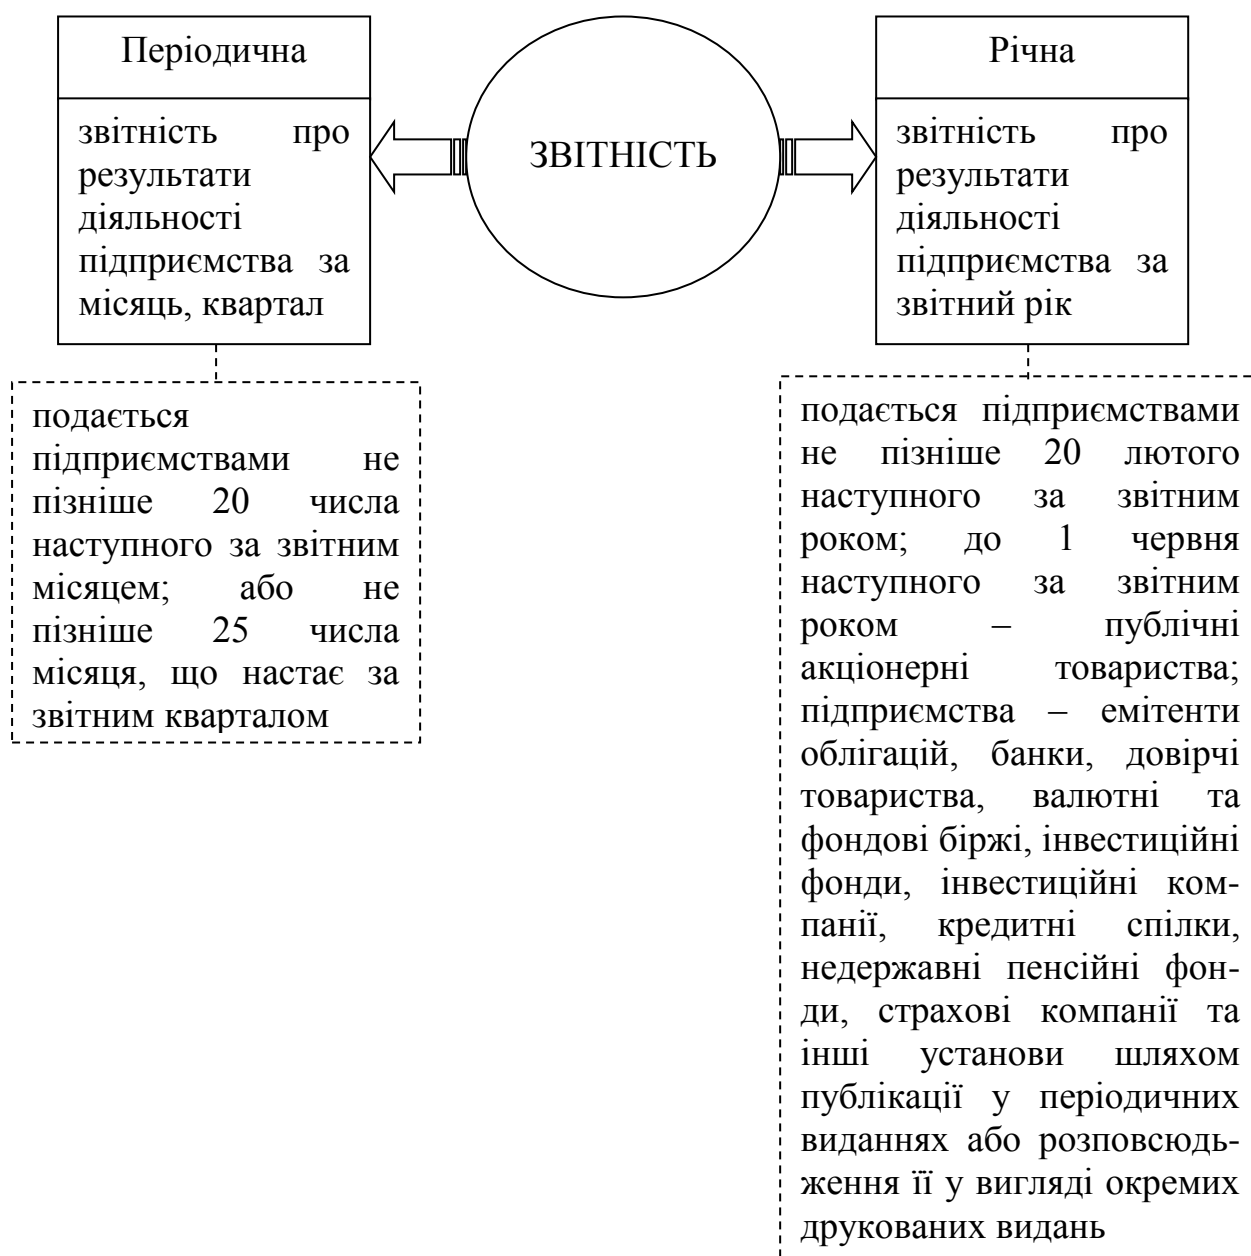 Періодична
звітність про
результати
діяльності
підприємства за
місяць, квартал
подається
підприємствами не
пізніше 20 числа
наступного за звітним
місяцем; або не
пізніше 25 числа
місяця, що настає за
звітним кварталом
ЗВІТНІСТЬ
Річна
звітність про
результати
діяльності
підприємства за
звітний рік
подається підприємствами
не пізніше 20 лютого
наступного за звітним
роком; до 1 червня
наступного за звітним
роком – публічні
акціонерні товариства;
підприємства – емітенти
облігацій, банки, довірчі
товариства, валютні та
фондові біржі, інвестиційні
фонди, інвестиційні ком-
панії, кредитні спілки,
недержавні пенсійні фон-
ди, страхові компанії та
інші установи шляхом
публікації у періодичних
виданнях або розповсюдь-
ження її у вигляді окремих
друкованих видань